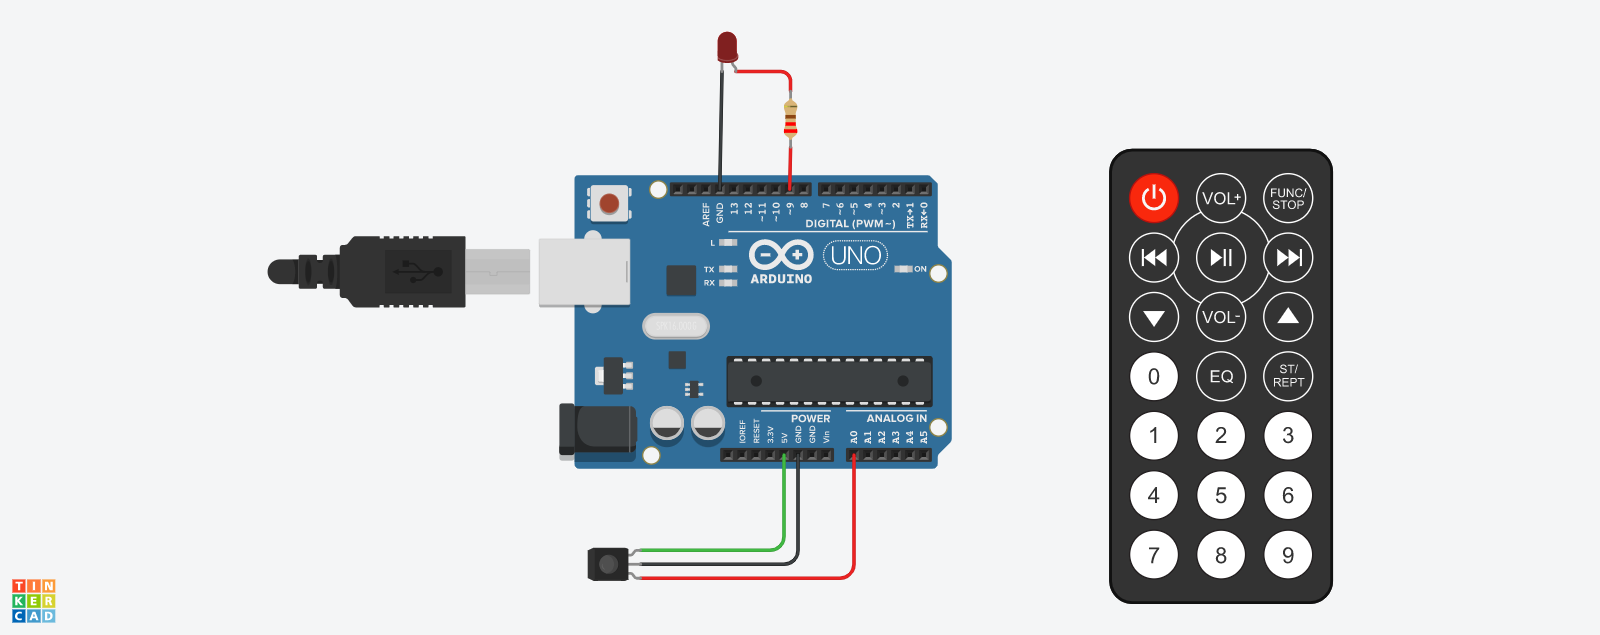 AREF
GND
13
12
~11
~10
~9
8
7
~6
~5
4
~3
2
TX→1
RX←0
DIGITAL (PWM~)
L
TX
RX
ARDUINO
UNO
ON
POWER
ANALOG IN
IOREF
RESET
3.3V
5V
GND
GND
Vin
A0
A1
A2
A3
A4
A5
VOL+
FUNC/
STOP
VOL-
0
EQ
ST/
REPT
1
2
3
4
5
6
7
8
9
TIN
KER
CAD